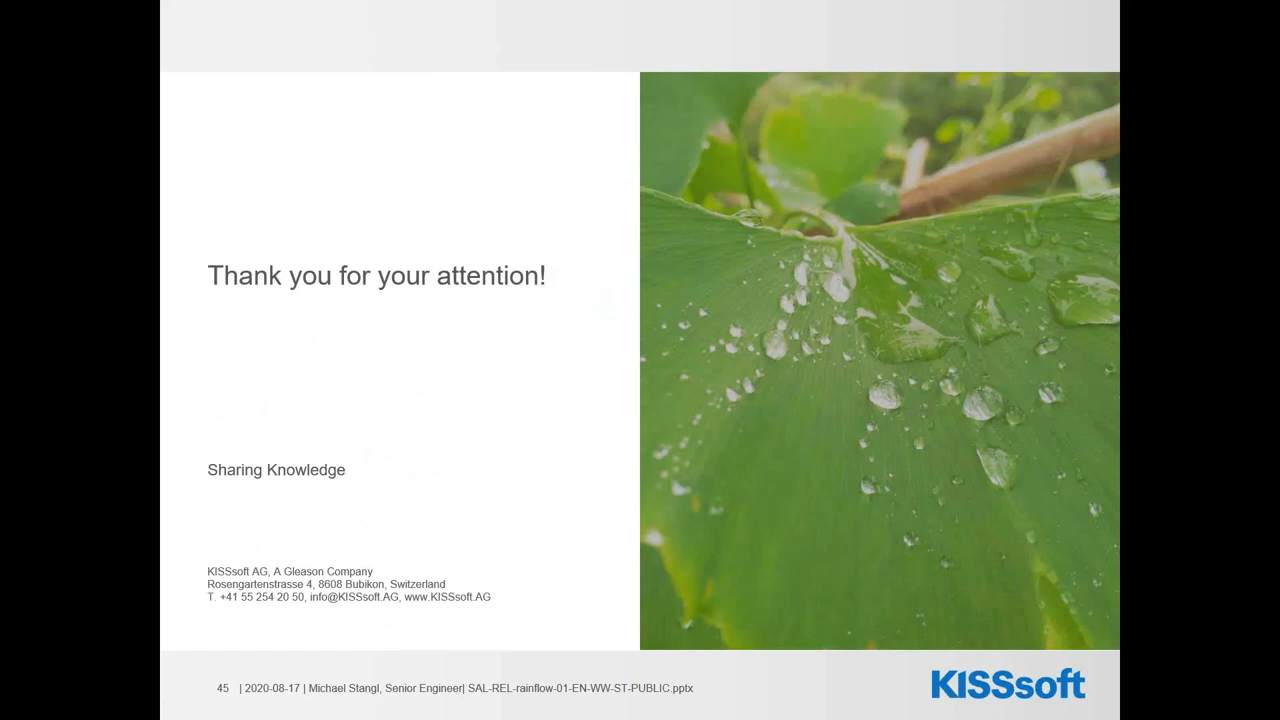 Thank you for your attention!
Sharing Knowledge
KISSsoft AG, A Gleason Company
Rosengartenstrasse 4, 8608 Bubikon, Switzerland
T. +41 55 254 20 50, info@KISSsoft.AG, www.KISSsoft.AG
45 | 2020-08-17 | Michael Stangl, Senior Engineer| SAL-REL-rainflow-01-EN-WW-ST-PUBLIC.pptx
KISSsoft